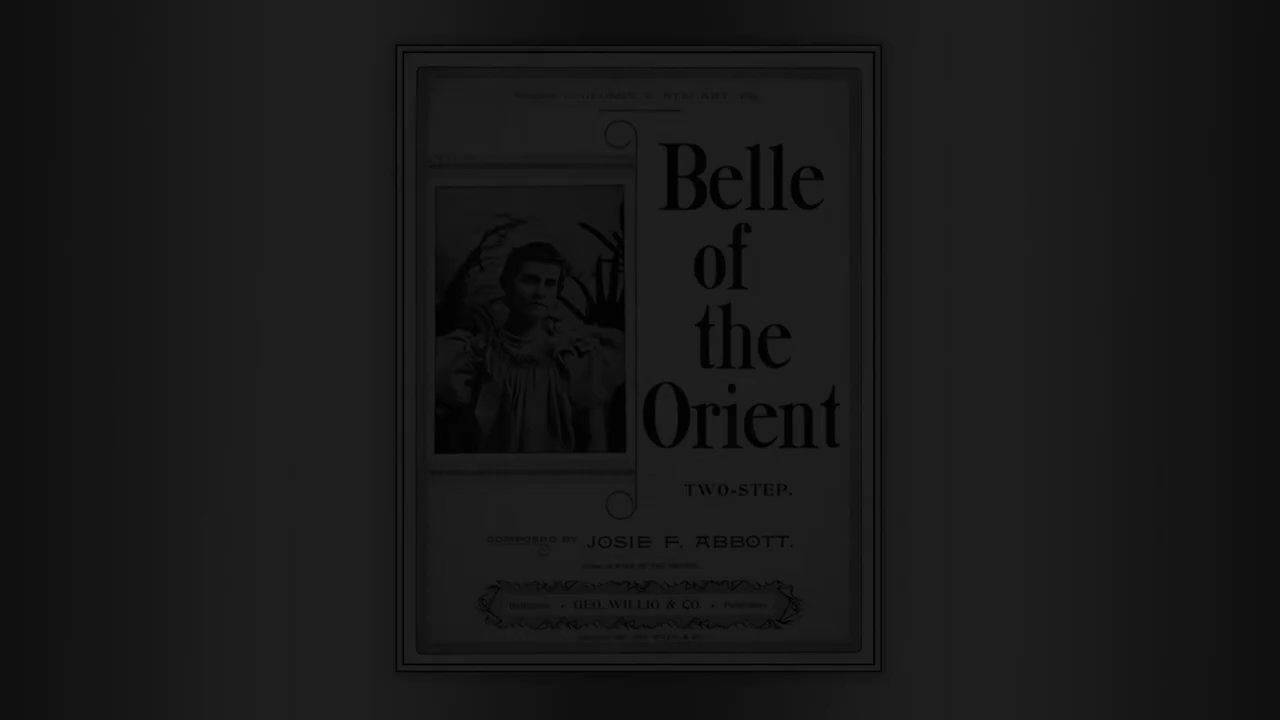 Belle
of
the
Orient
TWO-STEP.
COMPOSED BY JOSIE F. ABBOTT.
GEO. WILLIG & CO.